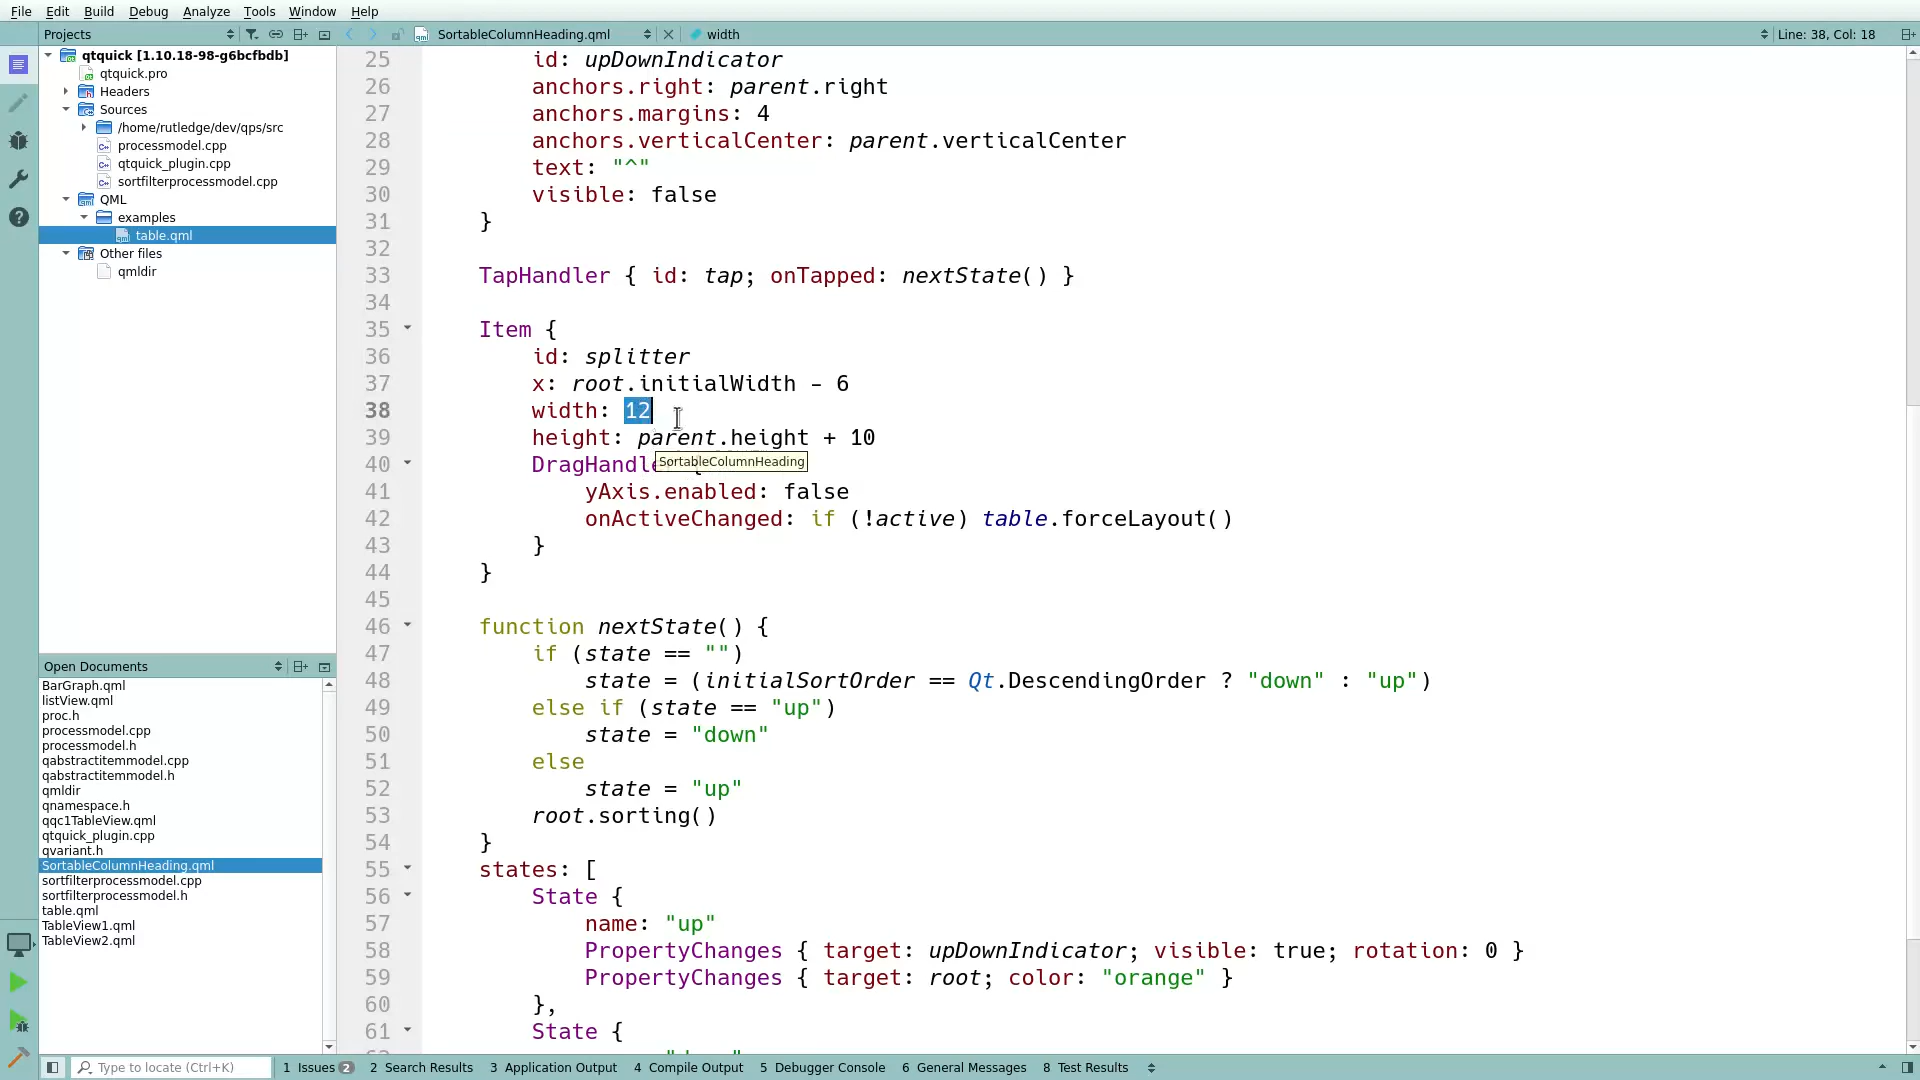 File Edit Build Debug Analyze Tools Window Help
Projects
SortableColumnHeading.qml
width
Line: 38, Col: 18
qtquick [1.10.18-98-g6bcfbdb]
qtquick.pro
Headers
Sources
/home/rutledge/dev/qps/src
processmodel.cpp
qtquick_plugin.cpp
sortfilterprocessmodel.cpp
QML
examples
table.qml
Other files
qmldir
Open Documents
BarGraph.qml
listView.qml
proc.h
processmodel.cpp
processmodel.h
qabstractitemmodel.cpp
qabstractitemmodel.h
qmldir
qnamespace.h
qqc1TableView.qml
qtquick_plugin.cpp
qvariant.h
SortableColumnHeading.qml
sortfilterprocessmodel.cpp
sortfilterprocessmodel.h
table.qml
TableView1.qml
TableView2.qml
25 id: upDownIndicator
26 anchors.right: parent.right
27 anchors.margins: 4
28 anchors.verticalCenter: parent.verticalCenter
29 text: "^"
30 visible: false
31 }
32
33 TapHandler { id: tap; onTapped: nextState() }
34
35 Item {
36 id: splitter
37 x: root.initialWidth - 6
38 width: 12
39 height: parent.height + 10
SortableColumnHeading
40 DragHandle
41 yAxis.enabled: false
42 onActiveChanged: if (!active) table.forceLayout()
43 }
44 }
45
46 function nextState() {
47 if (state == "")
48 state = (initialSortOrder == Qt.DescendingOrder ? "down" : "up")
49 else if (state == "up")
50 state = "down"
51 else
52 state = "up"
53 root.sorting()
54 }
55 states: [
56 State {
57 name: "up"
58 PropertyChanges { target: upDownIndicator; visible: true; rotation: 0 }
59 PropertyChanges { target: root; color: "orange" }
60 },
61 State {
Type to locate (Ctrl+K)
1 Issues 2
2 Search Results
3 Application Output
4 Compile Output
5 Debugger Console
6 General Messages
8 Test Results